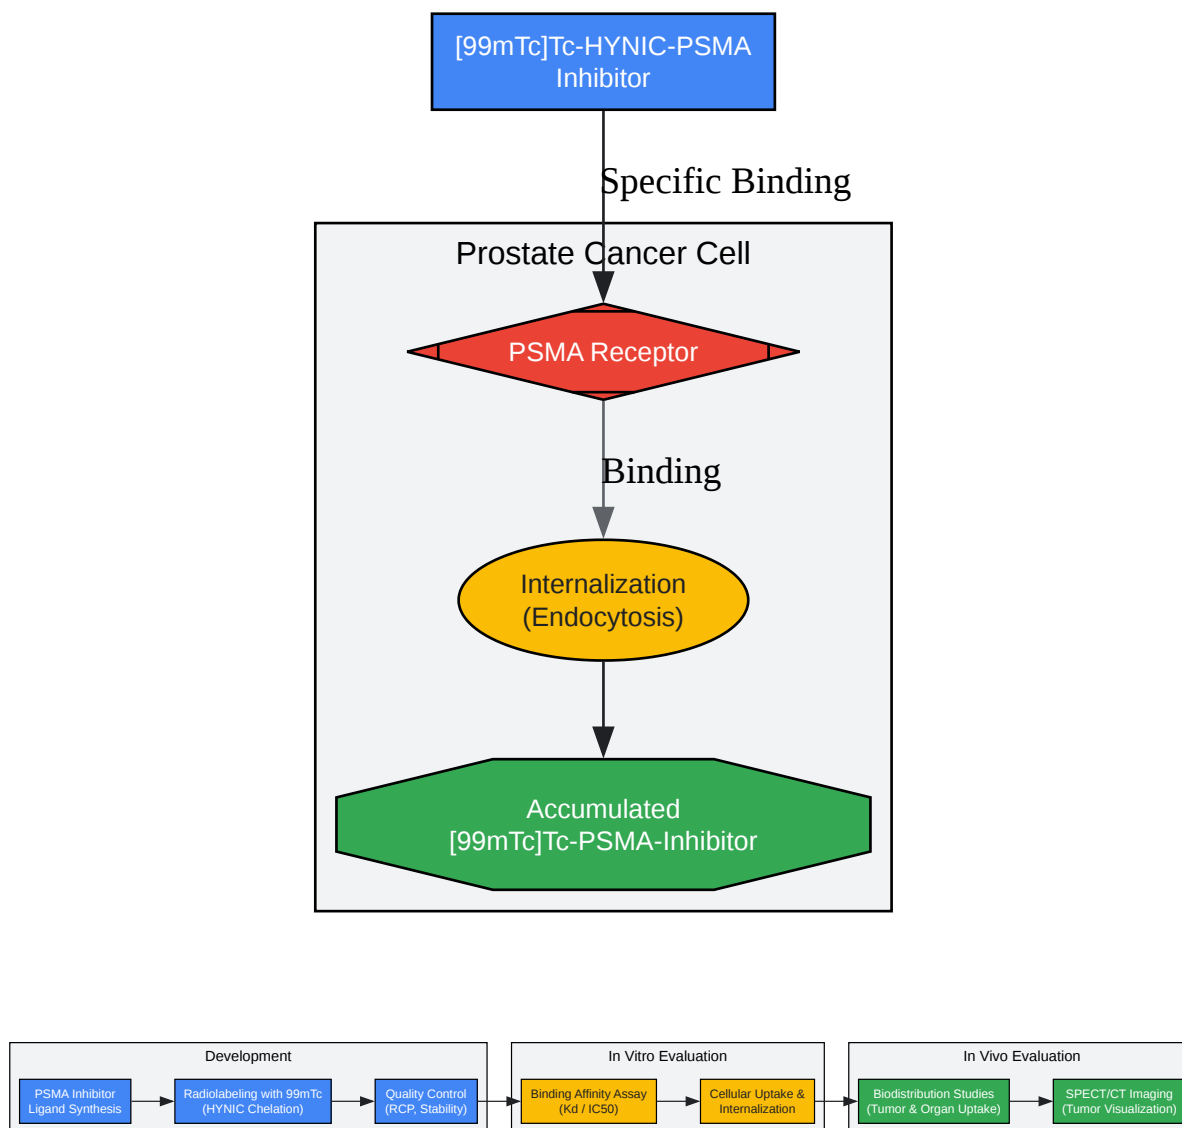 [99mTc]Tc-HYNIC-PSMA
Inhibitor
Specific Binding
Prostate Cancer Cell
PSMA Receptor
Binding
Internalization
(Endocytosis)
Accumulated
[99mTc]Tc-PSMA-Inhibitor
Development
PSMA Inhibitor
Ligand Synthesis
Radiolabeling with 99mTc
(HYNIC Chelation)
Quality Control
(RCP, Stability)
In Vitro Evaluation
Binding Affinity Assay
(Kd / IC50)
Cellular Uptake &
Internalization
In Vivo Evaluation
Biodistribution Studies
(Tumor & Organ Uptake)
SPECT/CT Imaging
(Tumor Visualization)